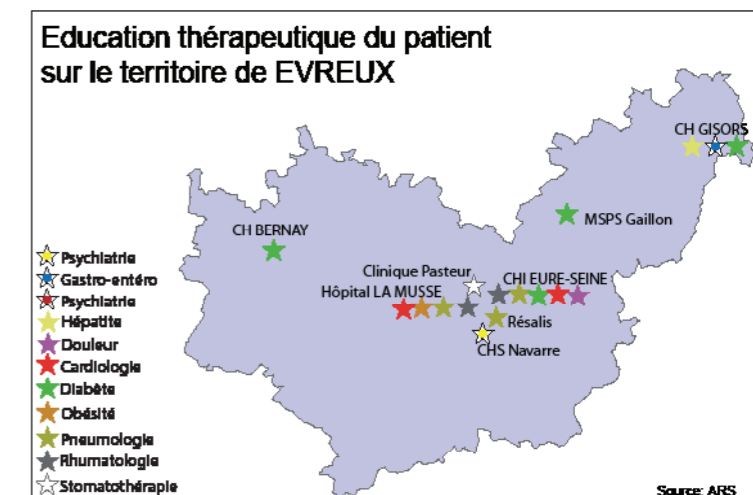 Education thérapeutique du patient
sur le territoire de EVREUX
CH GISORS
MSPS Gaillon
CH BERNAY
Clinique Pasteur
CHI EURE-SEINE
Hôpital LA MUSSE
Résalis
CHS Navarre
Psychiatrie
Gastro-entéro
Psychiatrie
Hépatite
Douleur
Cardiologie
Diabète
Obésité
Pneumologie
Rhumatologie
Stomatothérapie
Source: ARS